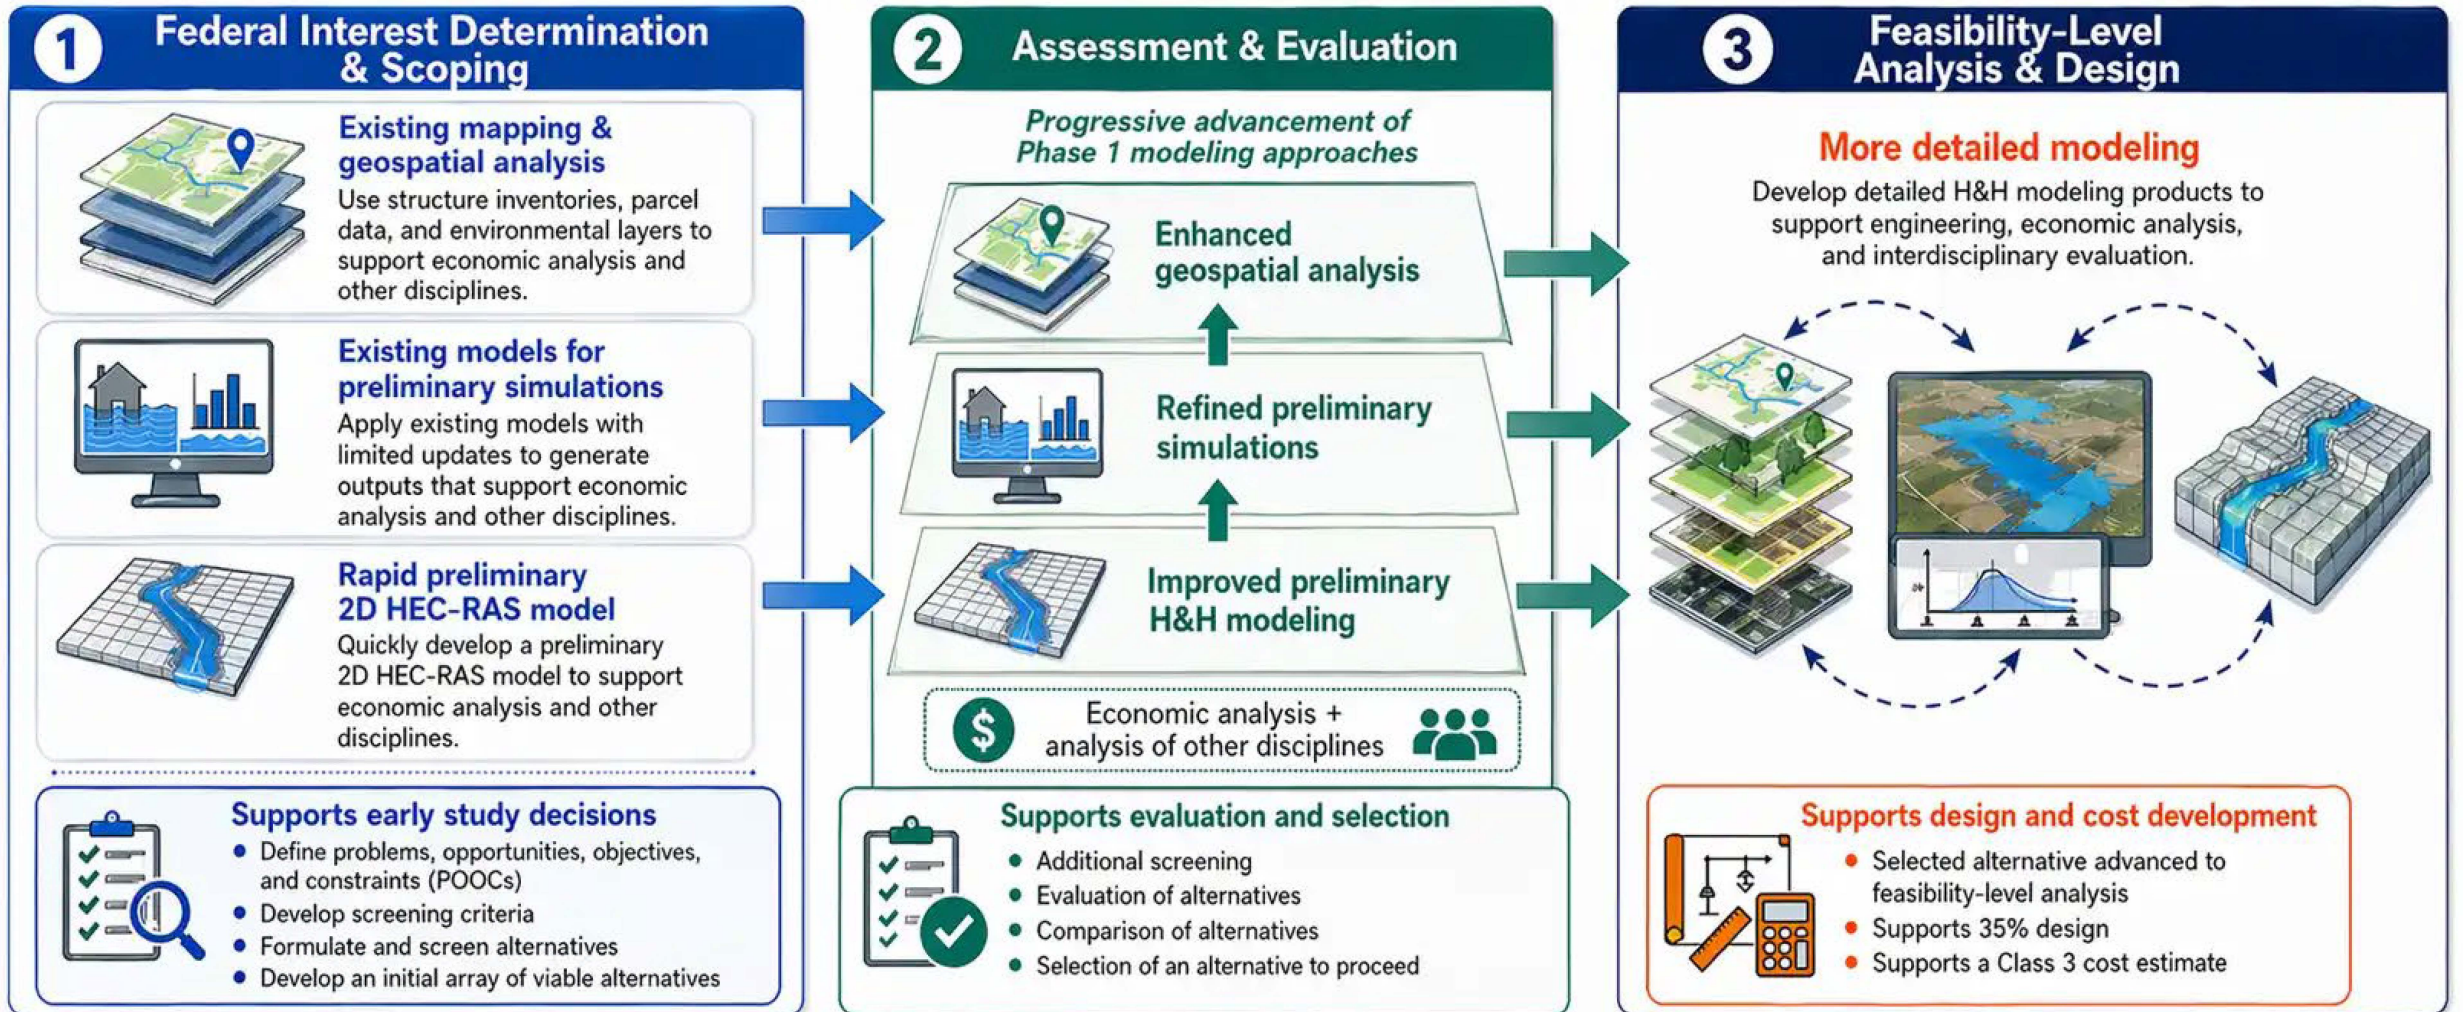 1
Federal Interest Determination
& Scoping
Existing mapping &
geospatial analysis
Use structure inventories, parcel
data, and environmental layers to
support economic analysis and
other disciplines.
Existing models for
preliminary simulations
Apply existing models with
limited updates to generate
outputs that support economic
analysis and other disciplines.
Rapid preliminary
2D HEC-RAS model
Quickly develop a preliminary
2D HEC-RAS model to support
economic analysis and other
disciplines.
Supports early study decisions
• Define problems, opportunities, objectives,
and constraints (POOCs)
• Develop screening criteria
• Formulate and screen alternatives
• Develop an initial array of viable alternatives
2
Assessment & Evaluation
Progressive advancement of
Phase 1 modeling approaches
Enhanced
geospatial analysis
Refined preliminary
simulations
Improved preliminary
H&H modeling
$
Economic analysis +
analysis of other disciplines
Supports evaluation and selection
• Additional screening
• Evaluation of alternatives
• Comparison of alternatives
• Selection of an alternative to proceed
3
Feasibility-Level
Analysis & Design
More detailed modeling
Develop detailed H&H modeling products to
support engineering, economic analysis,
and interdisciplinary evaluation.
Supports design and cost development
• Selected alternative advanced to
feasibility-level analysis
• Supports 35% design
• Supports a Class 3 cost estimate